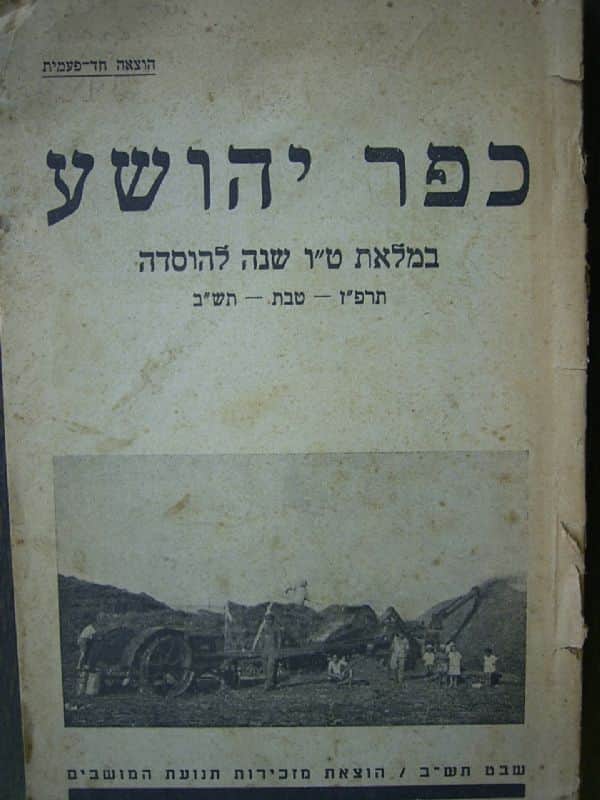 הוצאה חד-פעמית
כפר יהושע
במלאת ט"ו שנה להוסדה
תרפ"ז — טבת — תש"ב
שבט תש"ב / הוצאת מזכירות תנועת המושבים